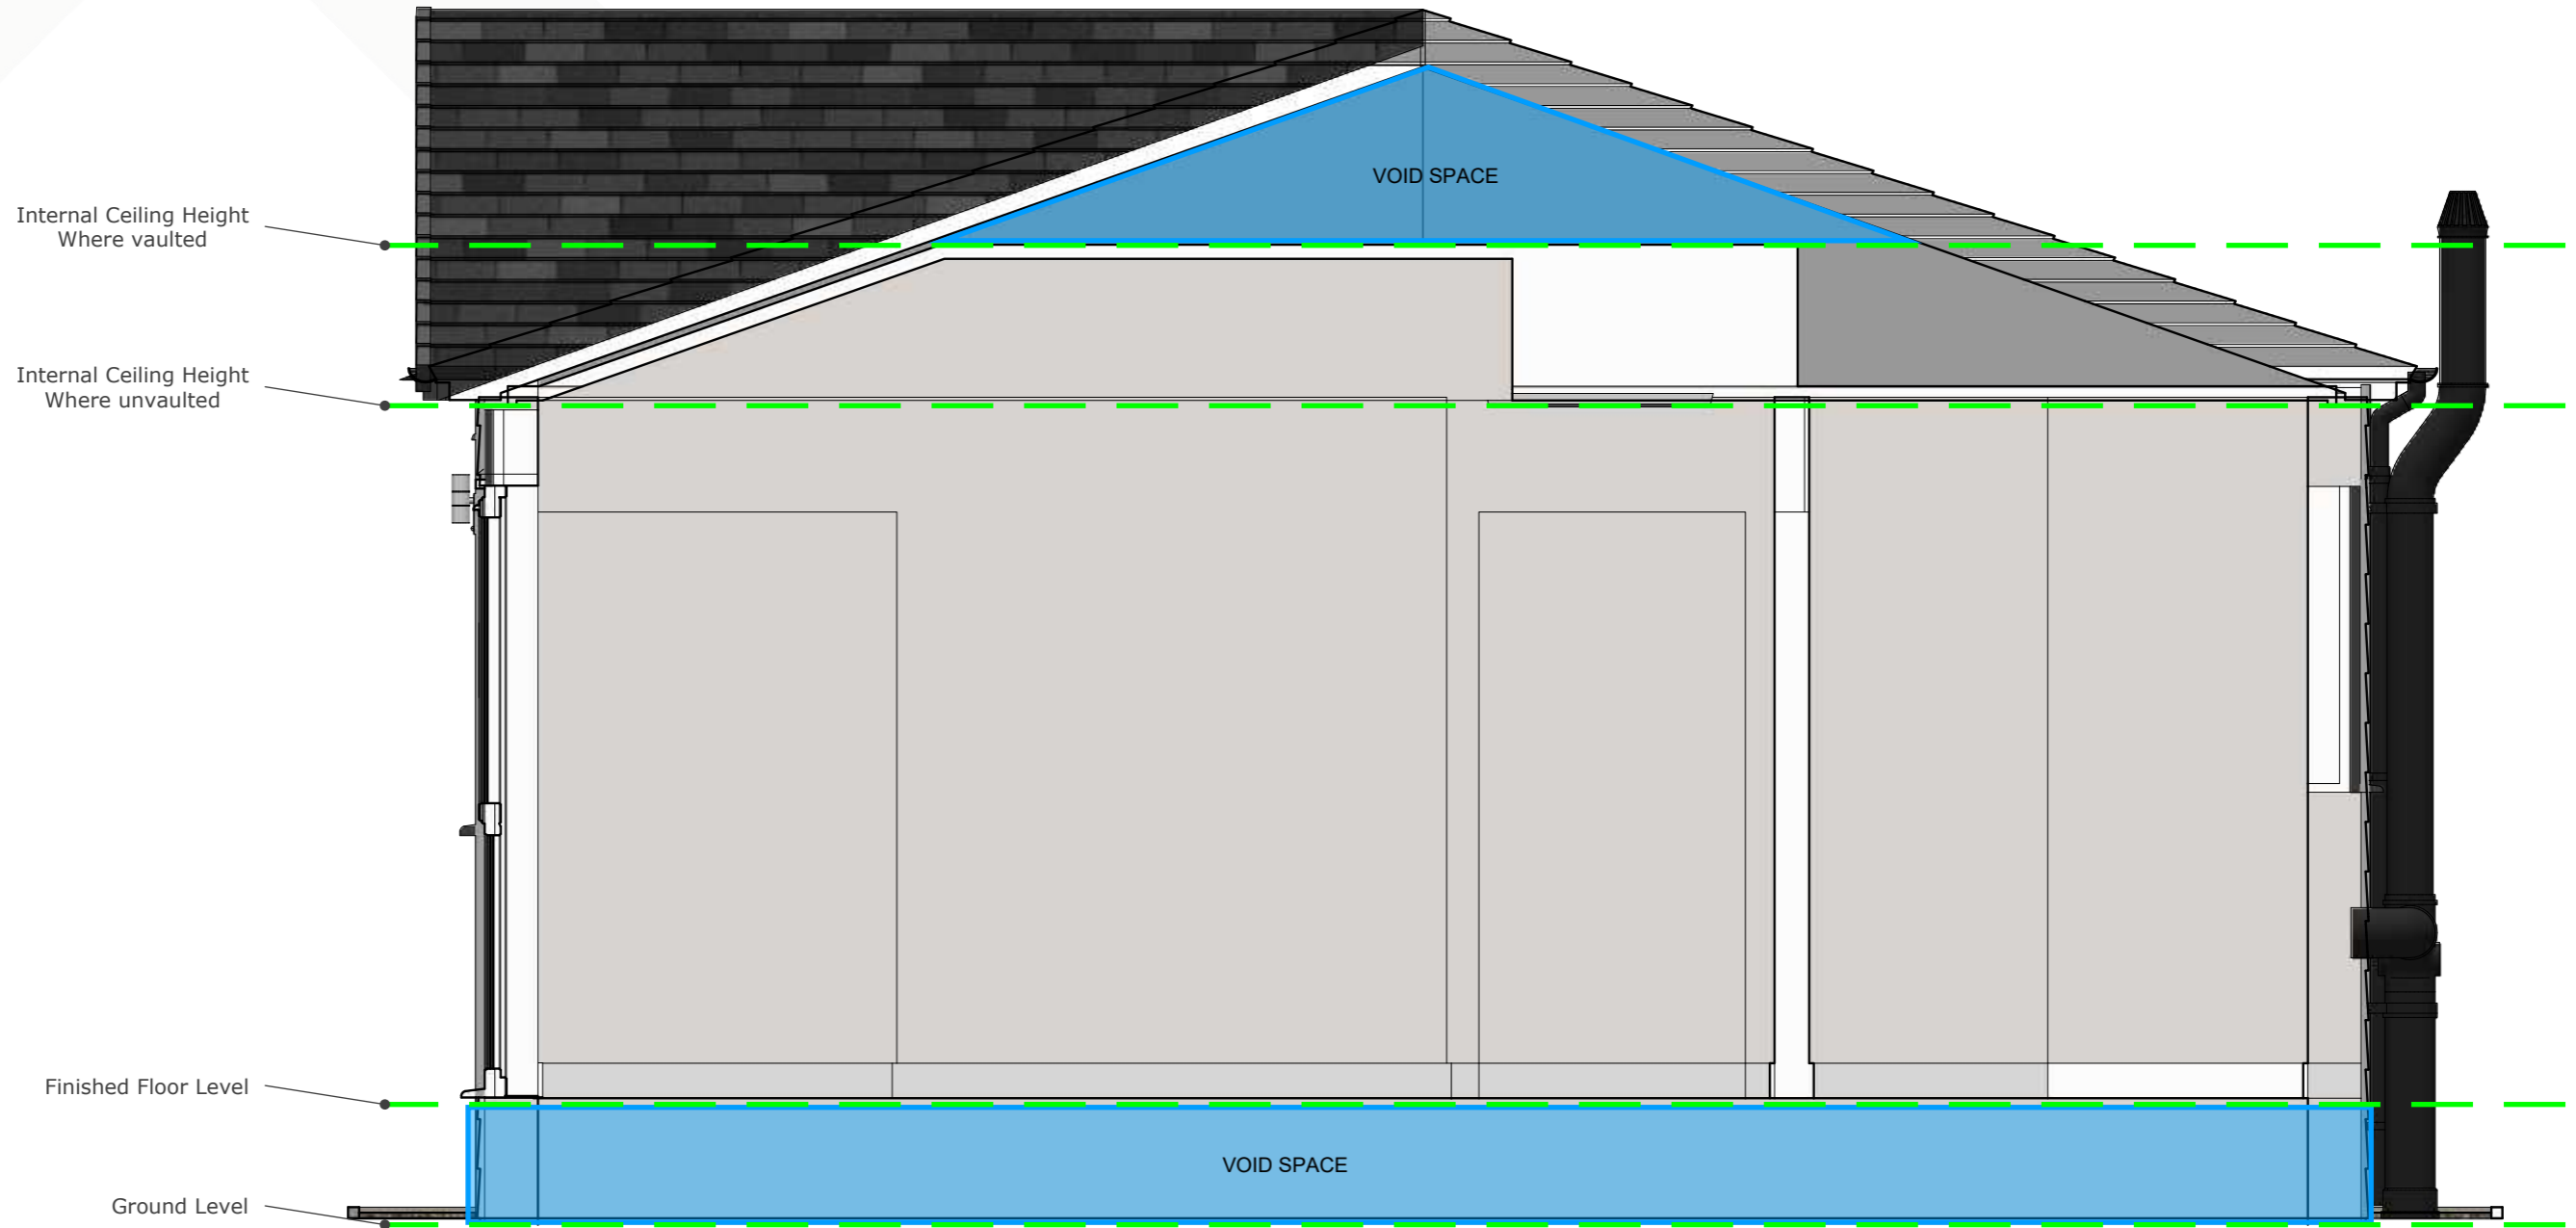 VOID SPACE
Internal Ceiling Height
Where vaulted
Internal Ceiling Height
Where unvaulted
Finished Floor Level
VOID SPACE
Ground Level